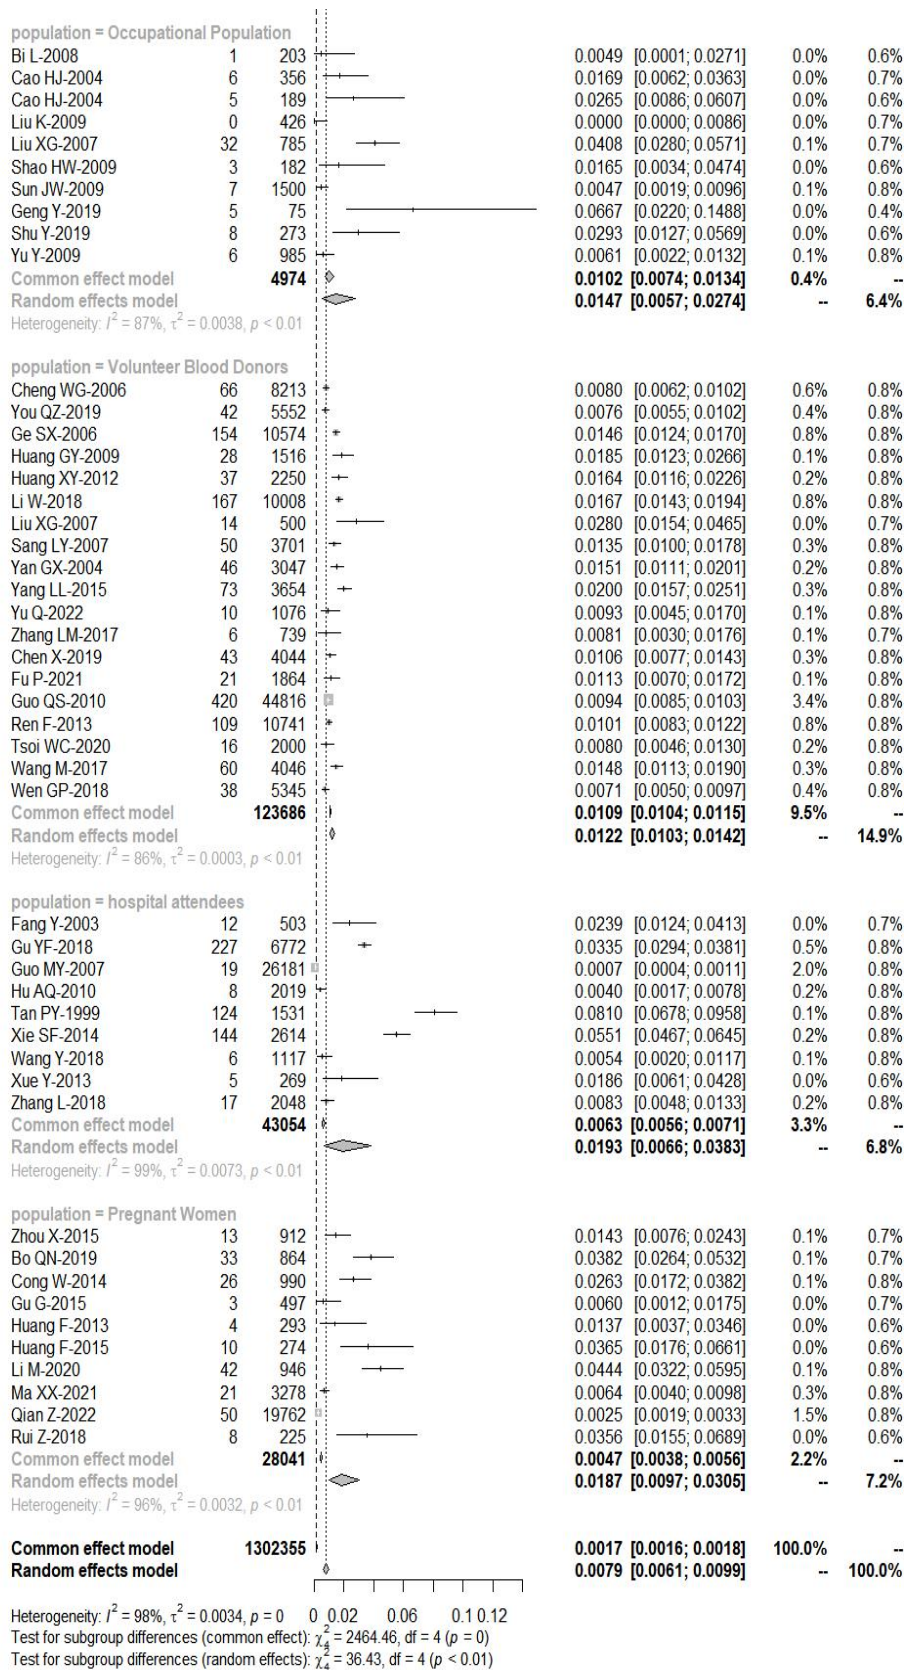 population = Occupational Population
Bi L-2008 1 203 0.0049 [0.0001; 0.0271] 0.0% 0.6%
Cao HJ-2004 6 356 0.0169 [0.0062; 0.0363] 0.0% 0.7%
Cao HJ-2004 5 189 0.0265 [0.0086; 0.0607] 0.0% 0.6%
Liu K-2009 0 426 0.0000 [0.0000; 0.0086] 0.0% 0.7%
Liu XG-2007 32 785 0.0408 [0.0280; 0.0571] 0.1% 0.7%
Shao HW-2009 3 182 0.0165 [0.0034; 0.0474] 0.0% 0.6%
Sun JW-2009 7 1500 0.0047 [0.0019; 0.0096] 0.1% 0.8%
Geng Y-2019 5 75 0.0667 [0.0220; 0.1488] 0.0% 0.4%
Shu Y-2019 8 273 0.0293 [0.0127; 0.0569] 0.0% 0.6%
Yu Y-2009 6 985 0.0061 [0.0022; 0.0132] 0.1% 0.8%
Common effect model 4974 0.0102 [0.0074; 0.0134] 0.4% --
Random effects model 0.0147 [0.0057; 0.0274] -- 6.4%
Heterogeneity: I² = 87%, τ² = 0.0038, p < 0.01
population = Volunteer Blood Donors
Cheng WG-2006 66 8213 0.0080 [0.0062; 0.0102] 0.6% 0.8%
You QZ-2019 42 5552 0.0076 [0.0055; 0.0102] 0.4% 0.8%
Ge SX-2006 154 10574 0.0146 [0.0124; 0.0170] 0.8% 0.8%
Huang GY-2009 28 1516 0.0185 [0.0123; 0.0266] 0.1% 0.8%
Huang XY-2012 37 2250 0.0164 [0.0116; 0.0226] 0.2% 0.8%
Li W-2018 167 10008 0.0167 [0.0143; 0.0194] 0.8% 0.8%
Liu XG-2007 14 500 0.0280 [0.0154; 0.0465] 0.0% 0.7%
Sang LY-2007 50 3701 0.0135 [0.0100; 0.0178] 0.3% 0.8%
Yan GX-2004 46 3047 0.0151 [0.0111; 0.0201] 0.2% 0.8%
Yang LL-2015 73 3654 0.0200 [0.0157; 0.0251] 0.3% 0.8%
Yu Q-2022 10 1076 0.0093 [0.0045; 0.0170] 0.1% 0.8%
Zhang LM-2017 6 739 0.0081 [0.0030; 0.0176] 0.1% 0.7%
Chen X-2019 43 4044 0.0106 [0.0077; 0.0143] 0.3% 0.8%
Fu P-2021 21 1864 0.0113 [0.0070; 0.0172] 0.1% 0.8%
Guo QS-2010 420 44816 0.0094 [0.0085; 0.0103] 3.4% 0.8%
Ren F-2013 109 10741 0.0101 [0.0083; 0.0122] 0.8% 0.8%
Tsoi WC-2020 16 2000 0.0080 [0.0046; 0.0130] 0.2% 0.8%
Wang M-2017 60 4046 0.0148 [0.0113; 0.0190] 0.3% 0.8%
Wen GP-2018 38 5345 0.0071 [0.0050; 0.0097] 0.4% 0.8%
Common effect model 123686 0.0109 [0.0104; 0.0115] 9.5% --
Random effects model 0.0122 [0.0103; 0.0142] -- 14.9%
Heterogeneity: I² = 86%, τ² = 0.0003, p < 0.01
population = hospital attendees
Fang Y-2003 12 503 0.0239 [0.0124; 0.0413] 0.0% 0.7%
Gu YF-2018 227 6772 0.0335 [0.0294; 0.0381] 0.5% 0.8%
Guo MY-2007 19 26181 0.0007 [0.0004; 0.0011] 2.0% 0.8%
Hu AQ-2010 8 2019 0.0040 [0.0017; 0.0078] 0.2% 0.8%
Tan PY-1999 124 1531 0.0810 [0.0678; 0.0958] 0.1% 0.8%
Xie SF-2014 144 2614 0.0551 [0.0467; 0.0645] 0.2% 0.8%
Wang Y-2018 6 1117 0.0054 [0.0020; 0.0117] 0.1% 0.8%
Xue Y-2013 5 269 0.0186 [0.0061; 0.0428] 0.0% 0.6%
Zhang L-2018 17 2048 0.0083 [0.0048; 0.0133] 0.2% 0.8%
Common effect model 43054 0.0063 [0.0056; 0.0071] 3.3% --
Random effects model 0.0193 [0.0066; 0.0383] -- 6.8%
Heterogeneity: I² = 99%, τ² = 0.0073, p < 0.01
population = Pregnant Women
Zhou X-2015 13 912 0.0143 [0.0076; 0.0243] 0.1% 0.7%
Bo QN-2019 33 864 0.0382 [0.0264; 0.0532] 0.1% 0.7%
Cong W-2014 26 990 0.0263 [0.0172; 0.0382] 0.1% 0.8%
Gu G-2015 3 497 0.0060 [0.0012; 0.0175] 0.0% 0.7%
Huang F-2013 4 293 0.0137 [0.0037; 0.0346] 0.0% 0.6%
Huang F-2015 10 274 0.0365 [0.0176; 0.0661] 0.0% 0.6%
Li M-2020 42 946 0.0444 [0.0322; 0.0595] 0.1% 0.8%
Ma XX-2021 21 3278 0.0064 [0.0040; 0.0098] 0.3% 0.8%
Qian Z-2022 50 19762 0.0025 [0.0019; 0.0033] 1.5% 0.8%
Rui Z-2018 8 225 0.0356 [0.0155; 0.0689] 0.0% 0.6%
Common effect model 28041 0.0047 [0.0038; 0.0056] 2.2% --
Random effects model 0.0187 [0.0097; 0.0305] -- 7.2%
Heterogeneity: I² = 96%, τ² = 0.0032, p < 0.01
Common effect model 1302355 0.0017 [0.0016; 0.0018] 100.0% --
Random effects model 0.0079 [0.0061; 0.0099] -- 100.0%
Heterogeneity: I² = 98%, τ² = 0.0034, p = 0 0 0.02 0.06 0.1 0.12
Test for subgroup differences (common effect): χ²₄ = 2464.46, df = 4 (p = 0)
Test for subgroup differences (random effects): χ²₄ = 36.43, df = 4 (p < 0.01)